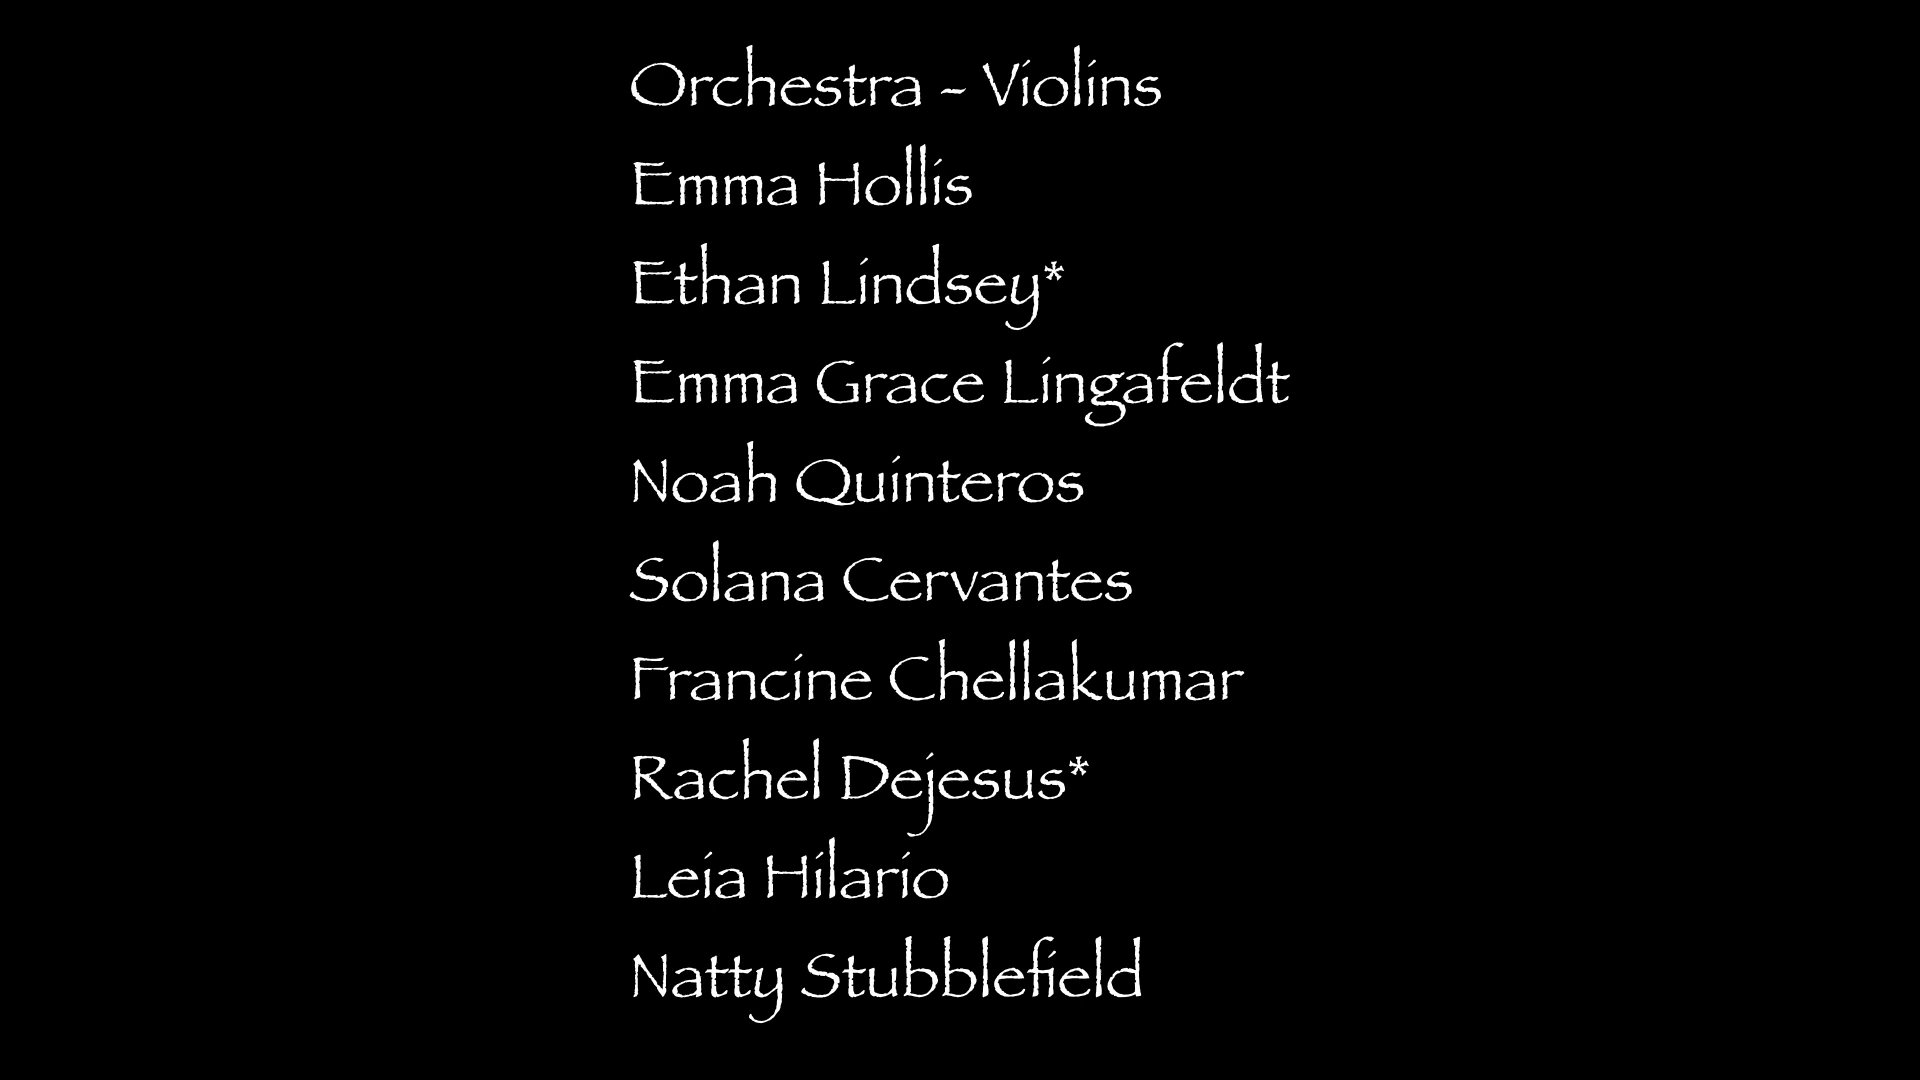 Orchestra - Violins
Emma Hollis
Ethan Lindsey*
Emma Grace Lingafeldt
Noah Quinteros
Solana Cervantes
Francine Chellakumar
Rachel Dejesus*
Leia Hilario
Natty Stubblefield